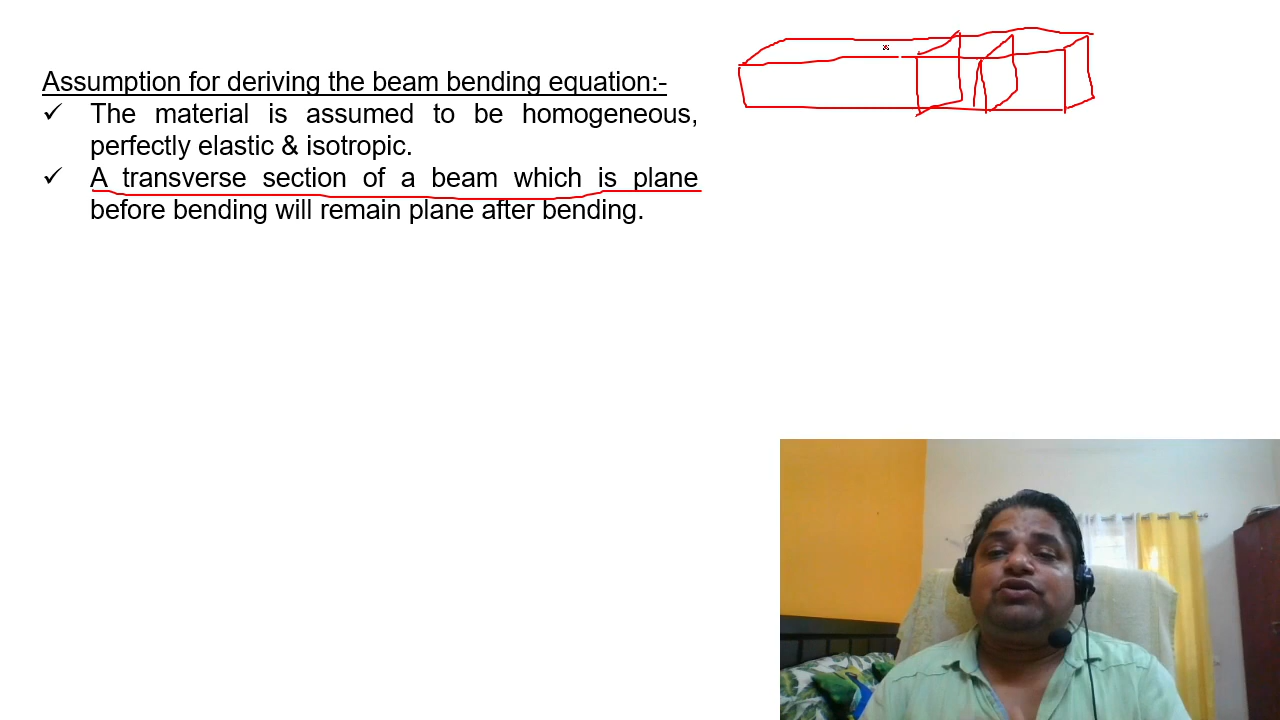 Assumption for deriving the beam bending equation:-
✓ The material is assumed to be homogeneous,
perfectly elastic & isotropic.
✓ A transverse section of a beam which is plane
before bending will remain plane after bending.